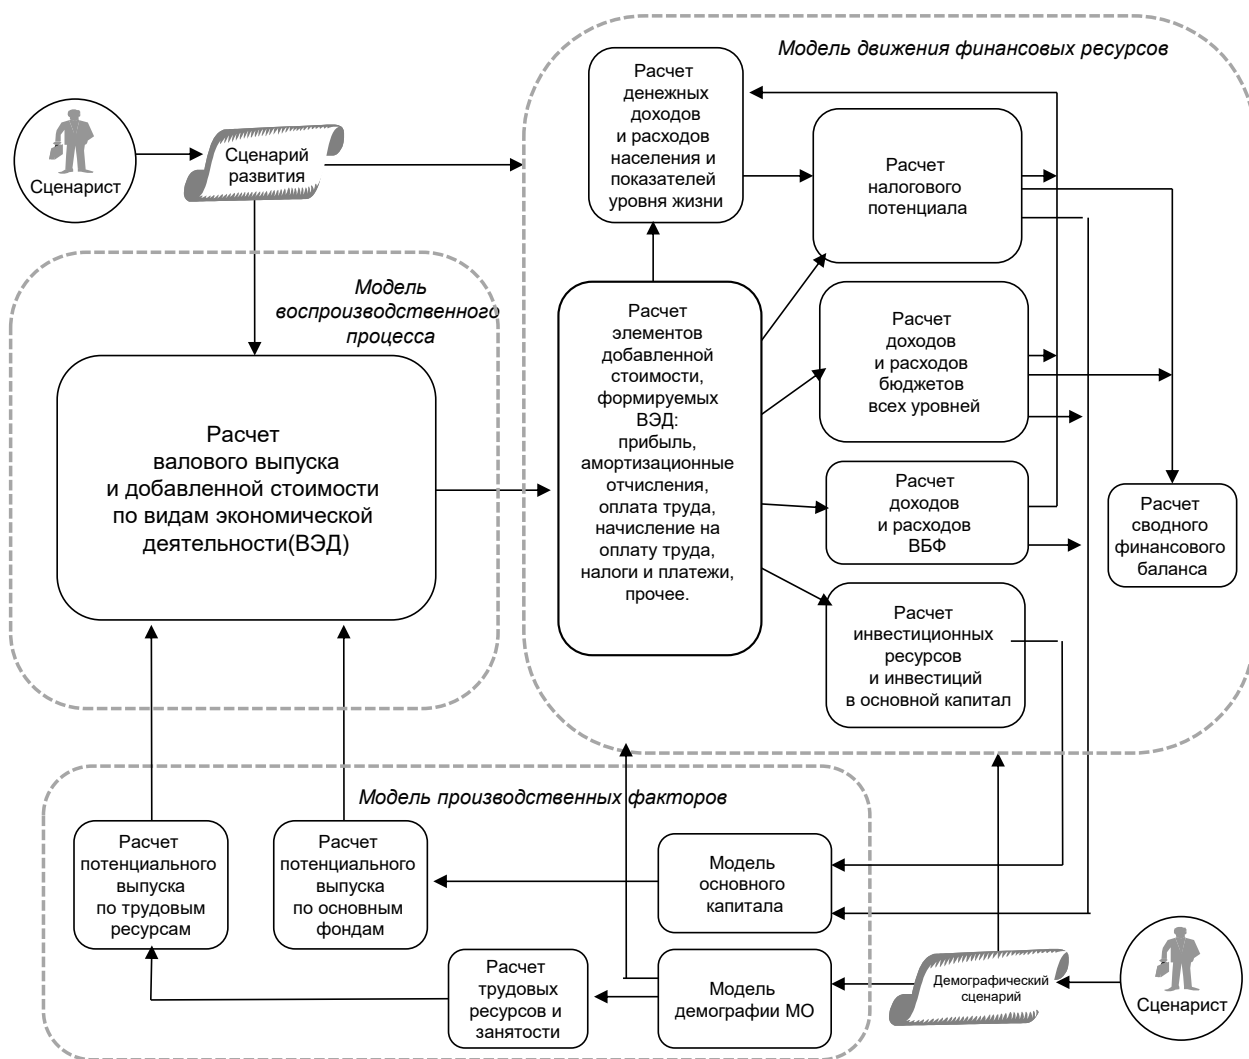 Модель движения финансовых ресурсов
Расчет
денежных
доходов
и расходов
населения и
показателей
уровня жизни
Сценарист
Сценарий
развития
Расчет
налогового
потенциала
Модель
воспроизводственного
процесса
Расчет
элементов
добавленной
стоимости,
формируемых
ВЭД:
прибыль,
амортизационные
отчисления,
оплата труда,
начисление на
оплату труда,
налоги и платежи,
прочее.
Расчет
доходов
и расходов
бюджетов
всех уровней
Расчет
валового выпуска
и добавленной стоимости
по видам экономической
деятельности(ВЭД)
Расчет
доходов
и расходов
ВБФ
Расчет
сводного
финансового
баланса
Расчет
инвестиционных
ресурсов
и инвестиций
в основной капитал
Модель производственных факторов
Расчет
потенциального
выпуска
по трудовым
ресурсам
Расчет
потенциального
выпуска
по основным
фондам
Модель
основного
капитала
Расчет
трудовых
ресурсов и
занятости
Модель
демографии МО
Демографический
сценарий
Сценарист